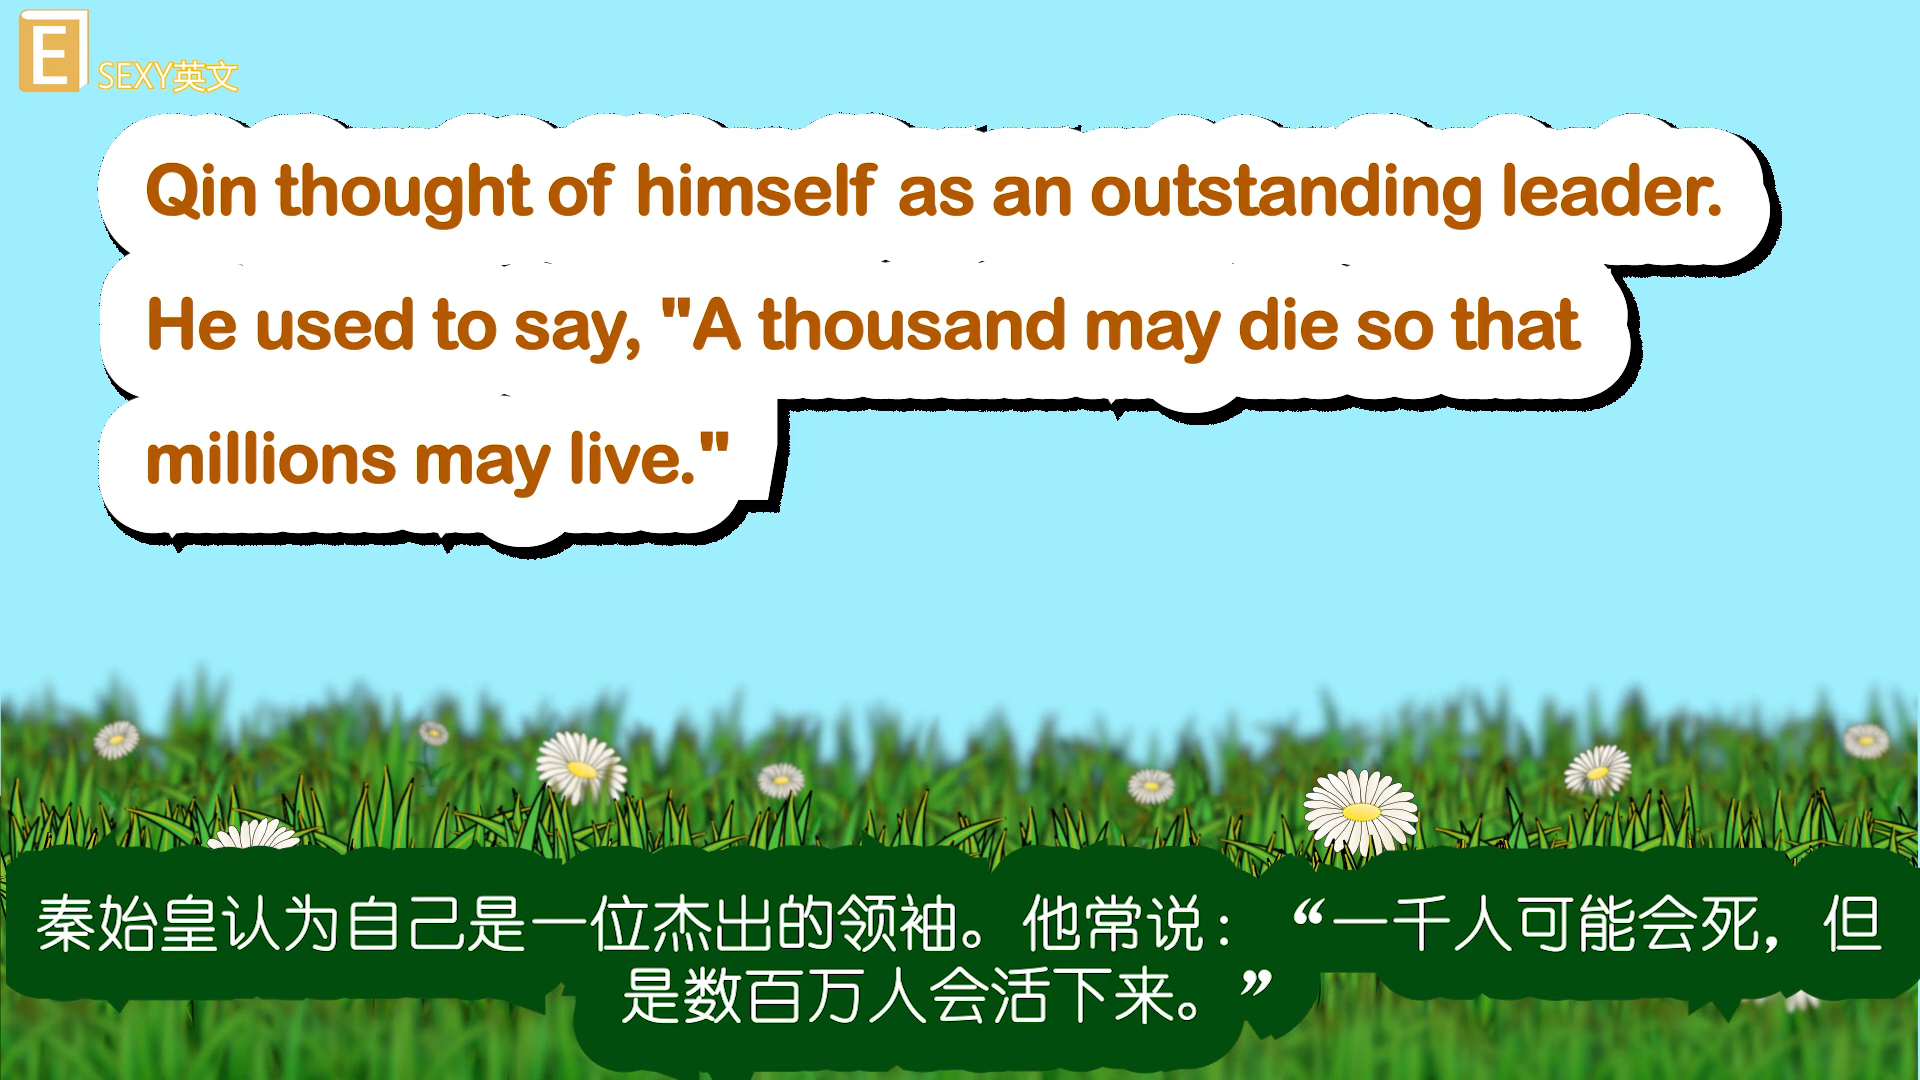 E
SEXY英文
Qin thought of himself as an outstanding leader.
He used to say, "A thousand may die so that
millions may live."
秦始皇认为自己是一位杰出的领袖。他常说：“一千人可能会死，但
是数百万人会活下来。”